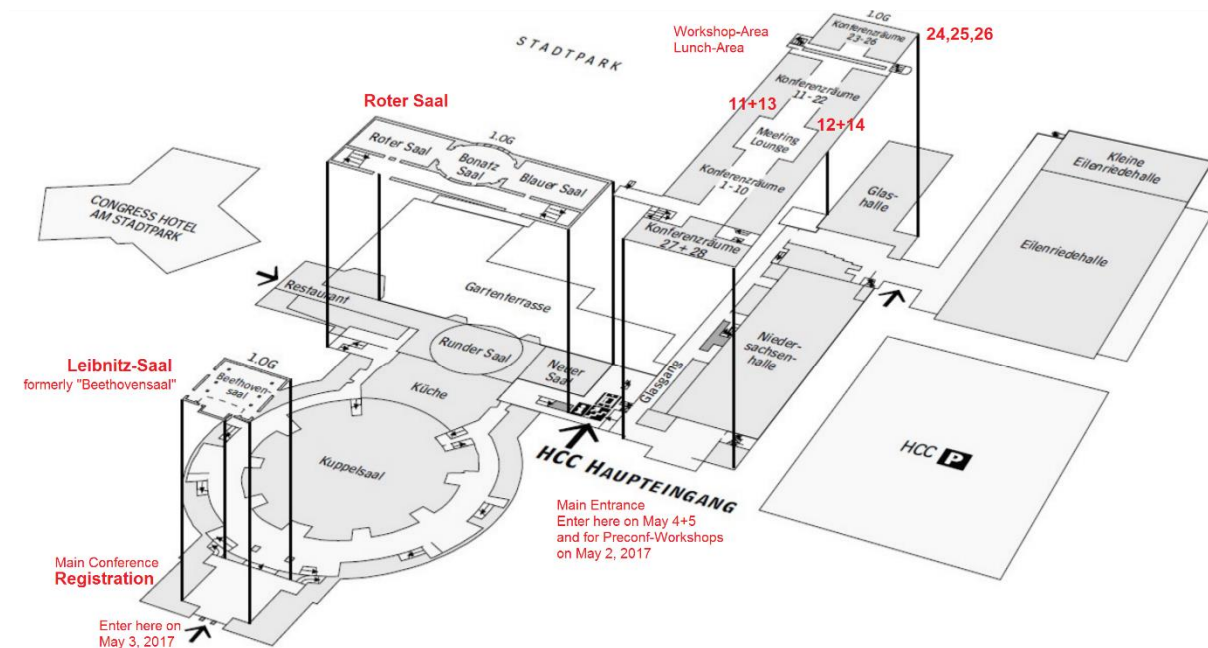 STADTPARK
Workshop-Area
Lunch-Area
1.OG
Konferenzräume
23-26
24,25,26
Konferenzräume
11-22
11+13
12+14
Meeting
Lounge
Konferenzräume
1-10
Konferenzräume
27 + 28
Glas-
halle
Kleine
Eilenriedehalle
Eilenriedehalle
Roter Saal
1.OG
Roter Saal
Bonatz
Saal
Blauer Saal
CONGRESS HOTEL
AM STADTPARK
Restaurant
Gartenterrasse
Runder Saal
Neuer
Saal
Glasgang
Nieder-
sachsen-
halle
Leibnitz-Saal
formerly "Beethovensaal"
1.OG
Beethoven-
saal
Küche
Kuppelsaal
HCC HAUPTEINGANG
HCC P
Main Entrance
Enter here on May 4+5
and for Preconf-Workshops
on May 2, 2017
Main Conference
Registration
Enter here on
May 3, 2017